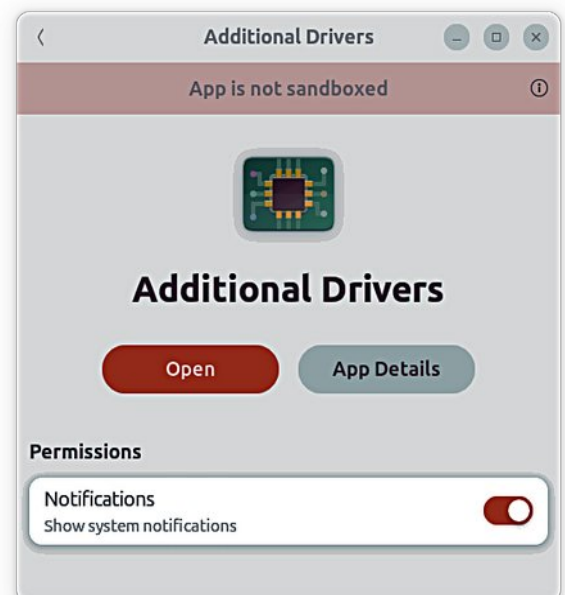 Additional Drivers
App is not sandboxed
Additional Drivers
Open
App Details
Permissions
Notifications
Show system notifications